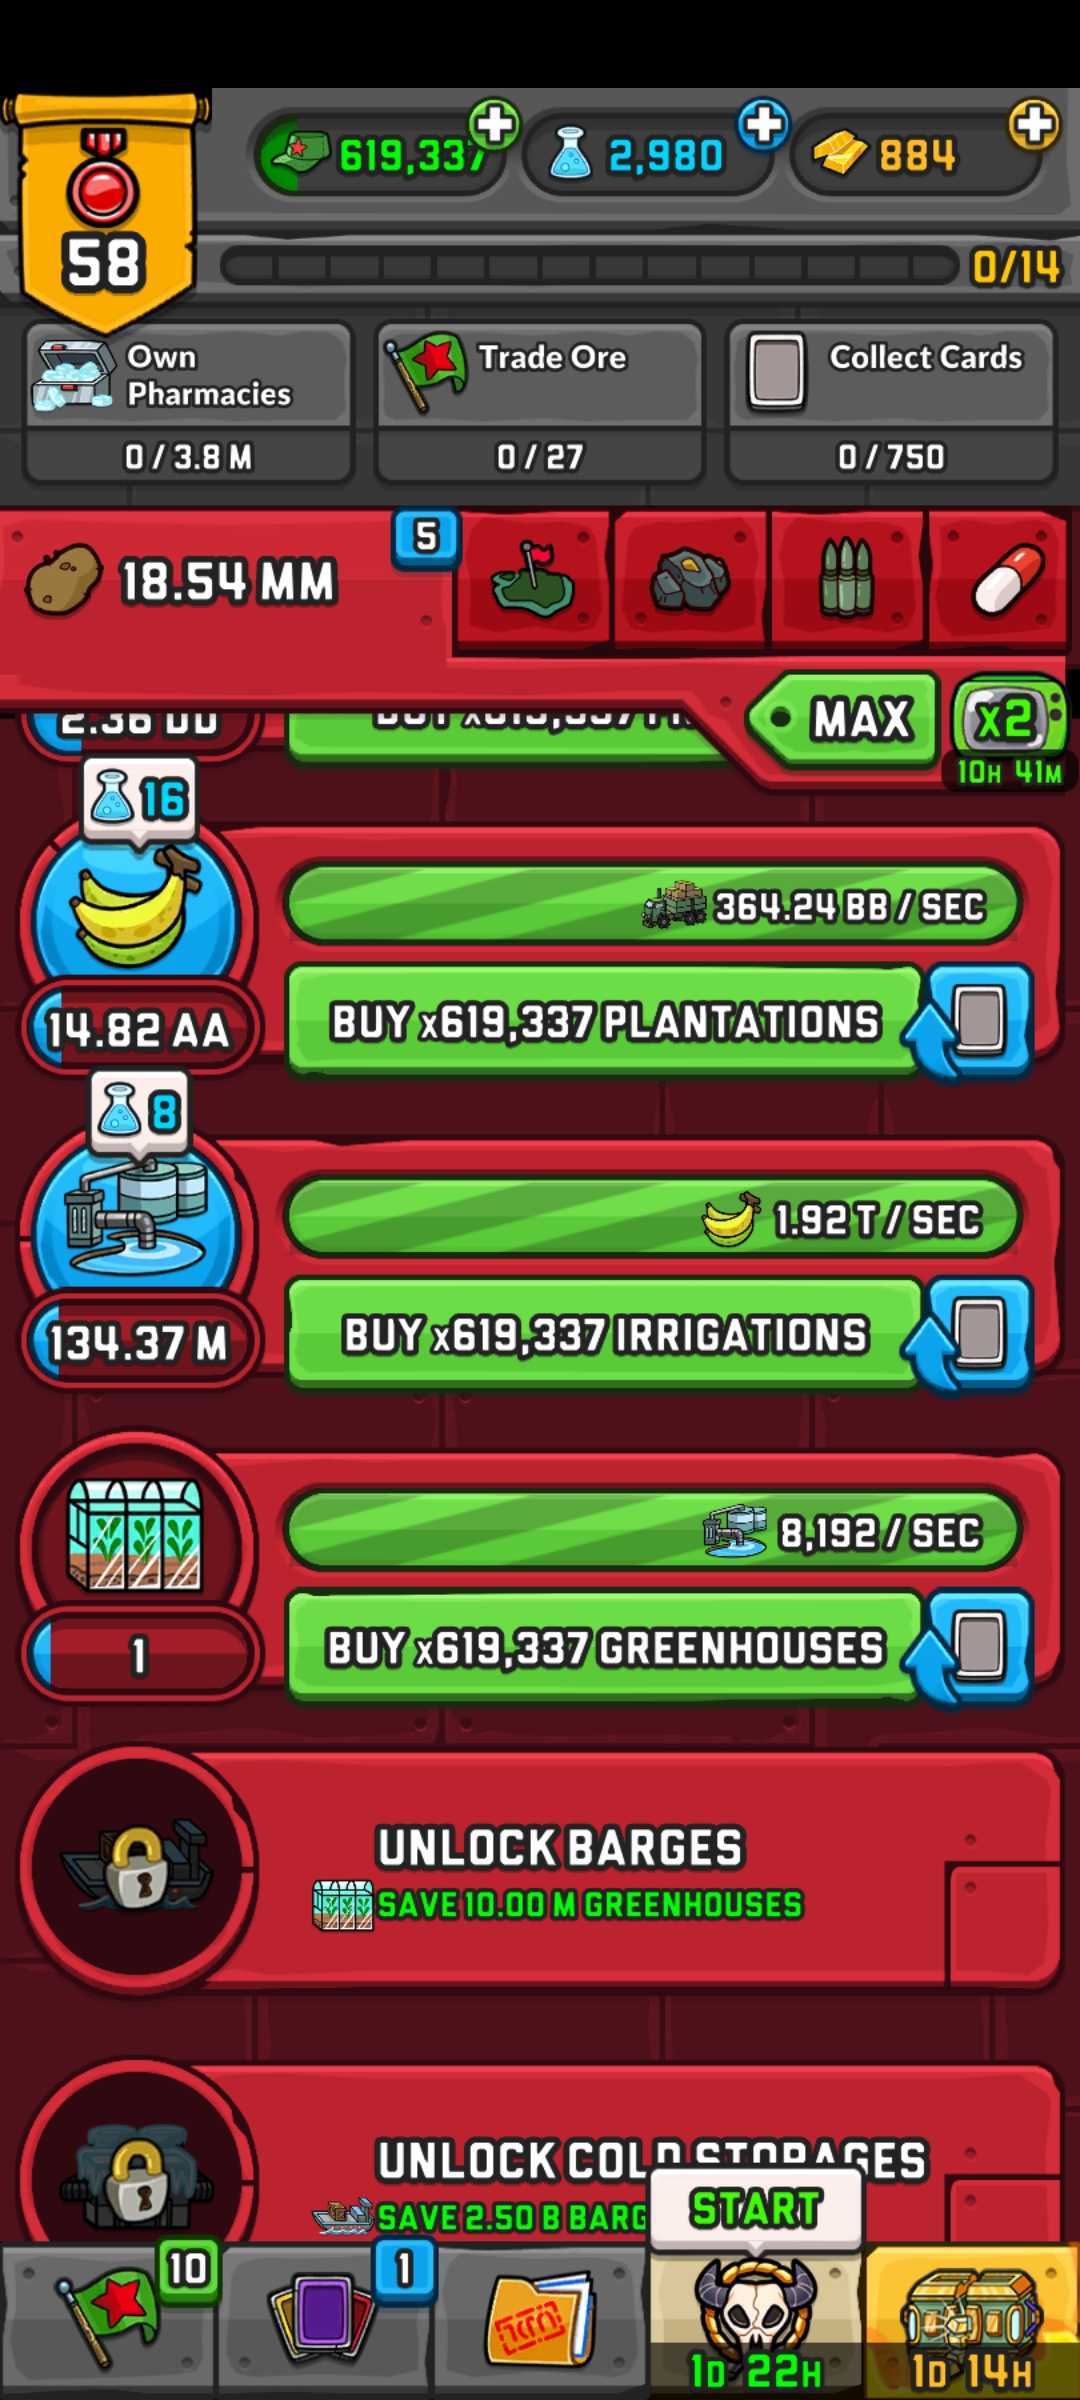 619,337
2,980
884
58
0/14
Own
Pharmacies
0 / 3.8 M
Trade Ore
0 / 27
Collect Cards
0 / 750
18.54 MM
5
MAX
x2
10H 41M
16
364.24 BB / SEC
14.82 AA
BUY x619,337 PLANTATIONS
8
1.92 T / SEC
134.37 M
BUY x619,337 IRRIGATIONS
8,192 / SEC
1
BUY x619,337 GREENHOUSES
UNLOCK BARGES
SAVE 10.00 M GREENHOUSES
UNLOCK COLD STORAGES
SAVE 2.50 B BARG
START
10
1
1D 22H
1D 14H